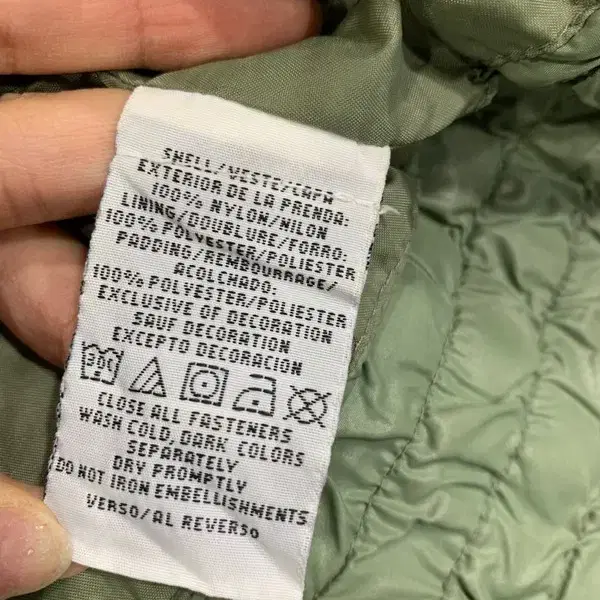 SHELL/VESTE/CAPA
EXTERIOR DE LA PRENDA:
100% NYLON/NILON
LINING/DOUBLURE/FORRO:
100% POLYESTER/POLIESTER
PADDING/REMBOURRAGE/
ACOLCHADO:
100% POLYESTER/POLIESTER
EXCLUSIVE OF DECORATION
SAUF DECORATION
EXCEPTO DECORACION
30C
CLOSE ALL FASTENERS
WASH COLD, DARK COLORS
SEPARATELY
DRY PROMPTLY
DO NOT IRON EMBELLISHMENTS
VERSO/AL REVERSO